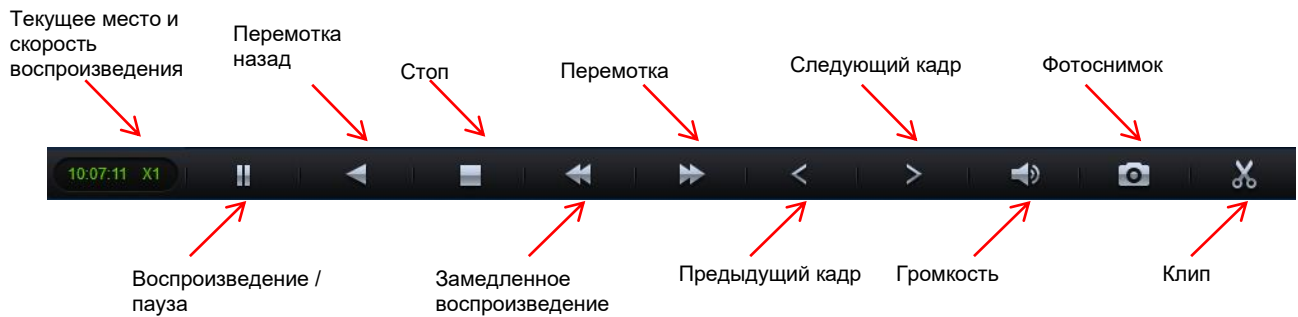 Текущее место и
скорость
воспроизведения
Перемотка
назад
Стоп
Перемотка
Следующий кадр
Фотоснимок
10:07:11 X1
Воспроизведение /
пауза
Замедленное
воспроизведение
Предыдущий кадр
Громкость
Клип